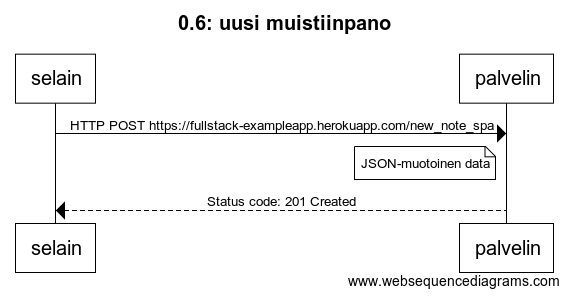 0.6: uusi muistiinpano
selain
palvelin
HTTP POST https://fullstack-exampleapp.herokuapp.com/new_note_spa
JSON-muotoinen data
Status code: 201 Created
selain
palvelin
www.websequencediagrams.com